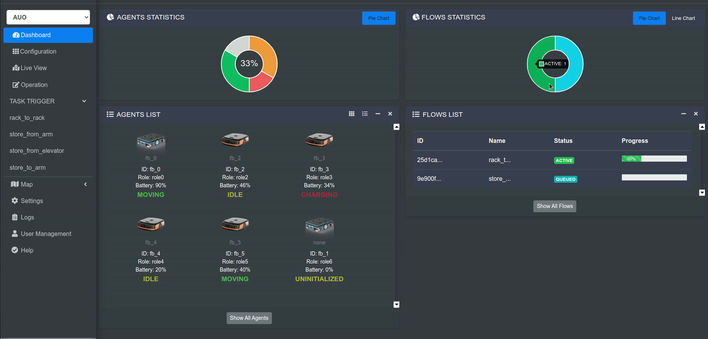 AUO
Dashboard
Configuration
Live View
Operation
TASK TRIGGER
rack_to_rack
store_from_arm
store_from_elevator
store_to_arm
Map
Settings
Logs
User Management
Help
AGENTS STATISTICS
Pie Chart
33%
FLOWS STATISTICS
Pie Chart
Line Chart
ACTIVE: 1
AGENTS LIST
fb_0
fb_2
fb_1
ID: fb_0
ID: fb_2
ID: fb_3
Role: role0
Role: role2
Role: role3
Battery: 90%
Battery: 46%
Battery: 34%
MOVING
IDLE
CHARGING
fb_4
fb_3
none
ID: fb_4
ID: fb_5
ID: fb_1
Role: role4
Role: role5
Role: role6
Battery: 20%
Battery: 40%
Battery: 0%
IDLE
MOVING
UNINITIALIZED
Show All Agents
FLOWS LIST
ID Name Status Progress
25d1ca... rack_t... ACTIVE
9e900f... store_... QUEUED
Show All Flows